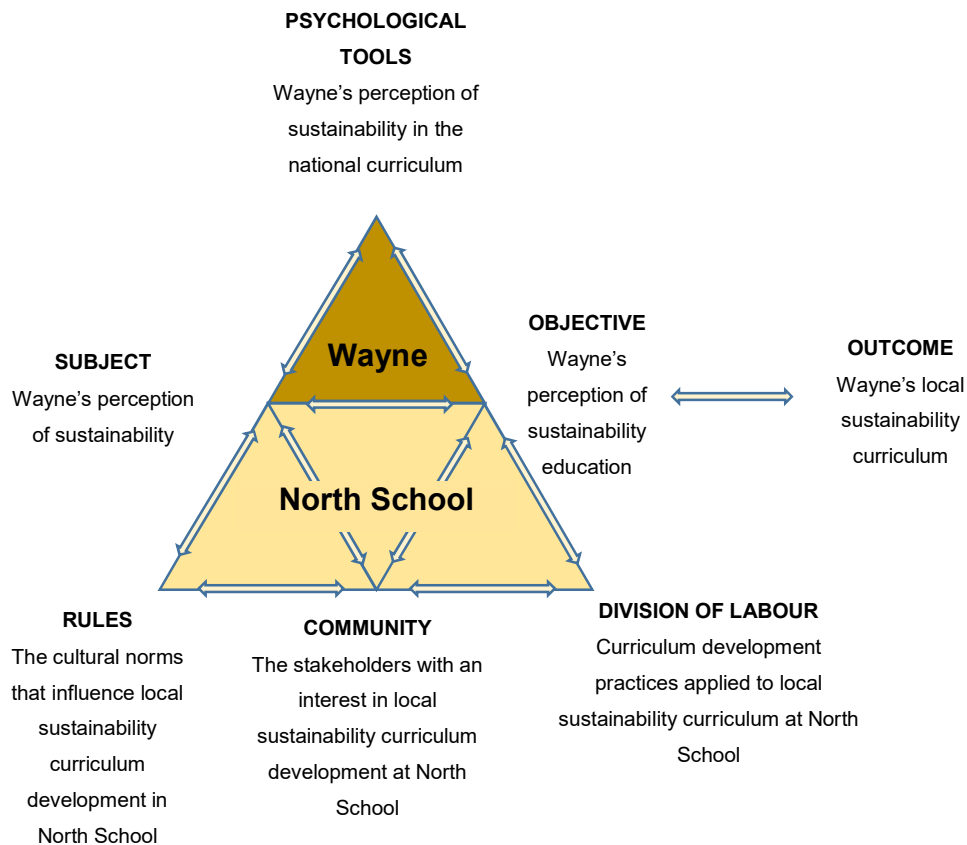 PSYCHOLOGICAL
TOOLS
Wayne's perception of
sustainability in the
national curriculum
Wayne
SUBJECT
Wayne's perception
of sustainability
OBJECTIVE
Wayne's
perception of
sustainability
education
OUTCOME
Wayne's local
sustainability
curriculum
North School
RULES
The cultural norms
that influence local
sustainability
curriculum
development in
North School
COMMUNITY
The stakeholders with an
interest in local
sustainability curriculum
development at North
School
DIVISION OF LABOUR
Curriculum development
practices applied to local
sustainability curriculum at North
School